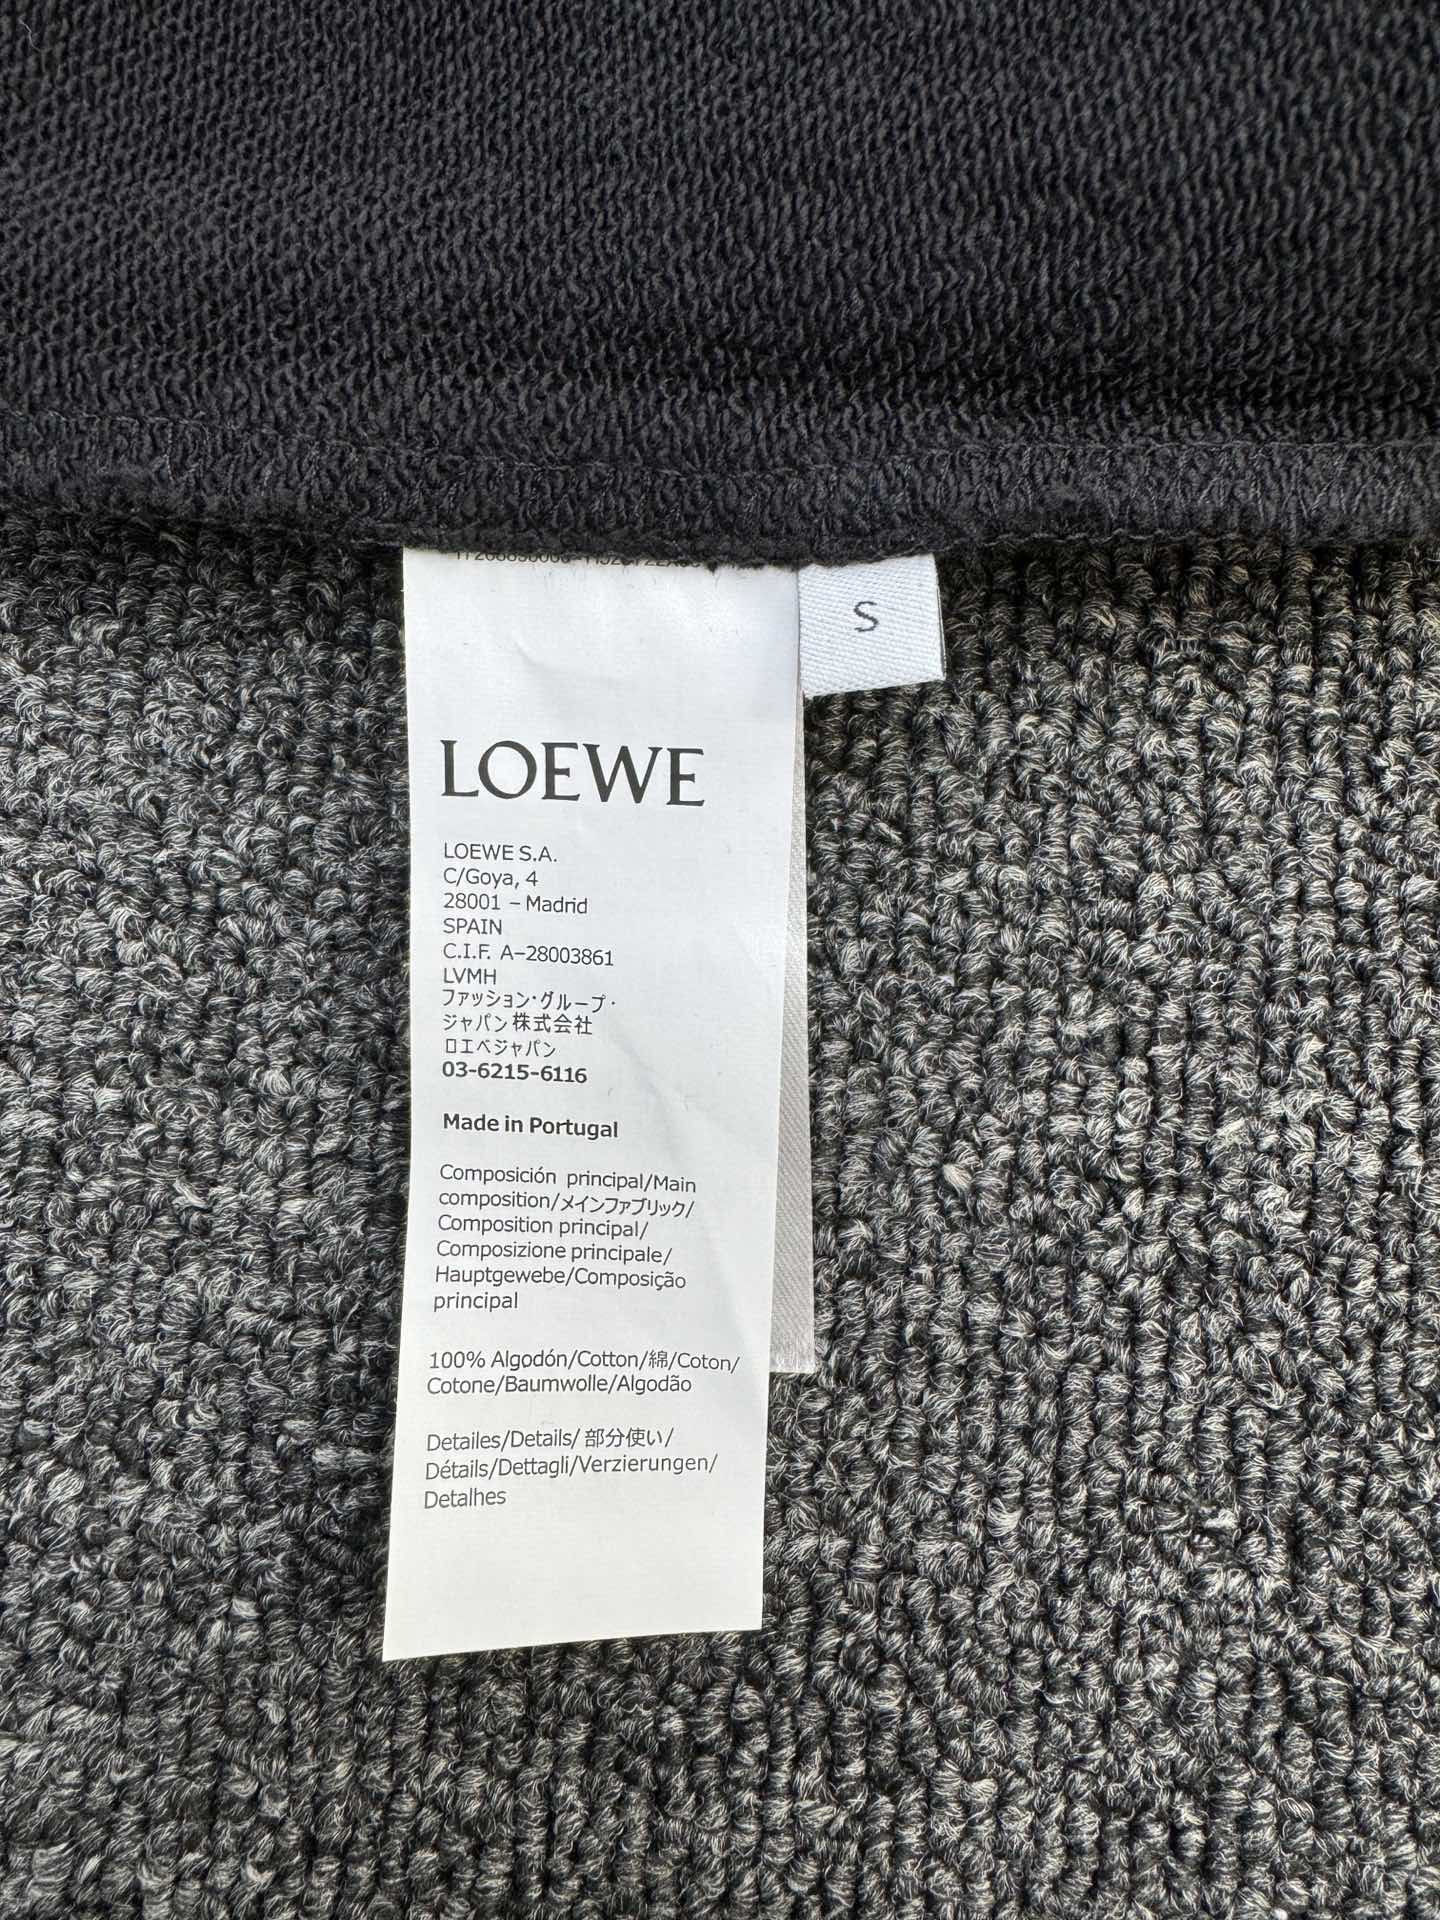 S
LOEWE
LOEWE S.A.
C/Goya, 4
28001 – Madrid
SPAIN
C.I.F. A–28003861
LVMH
ファッション・グループ・
ジャパン株式会社
ロエベジャパン
03-6215-6116
Made in Portugal
Composición principal/Main
composition/メインファブリック/
Composition principal/
Composizione principale/
Hauptgewebe/Composição
principal
100% Algodón/Cotton/綿/Coton/
Cotone/Baumwolle/Algodão
Detailes/Details/ 部分使い/
Détails/Dettagli/Verzierungen/
Detalhes